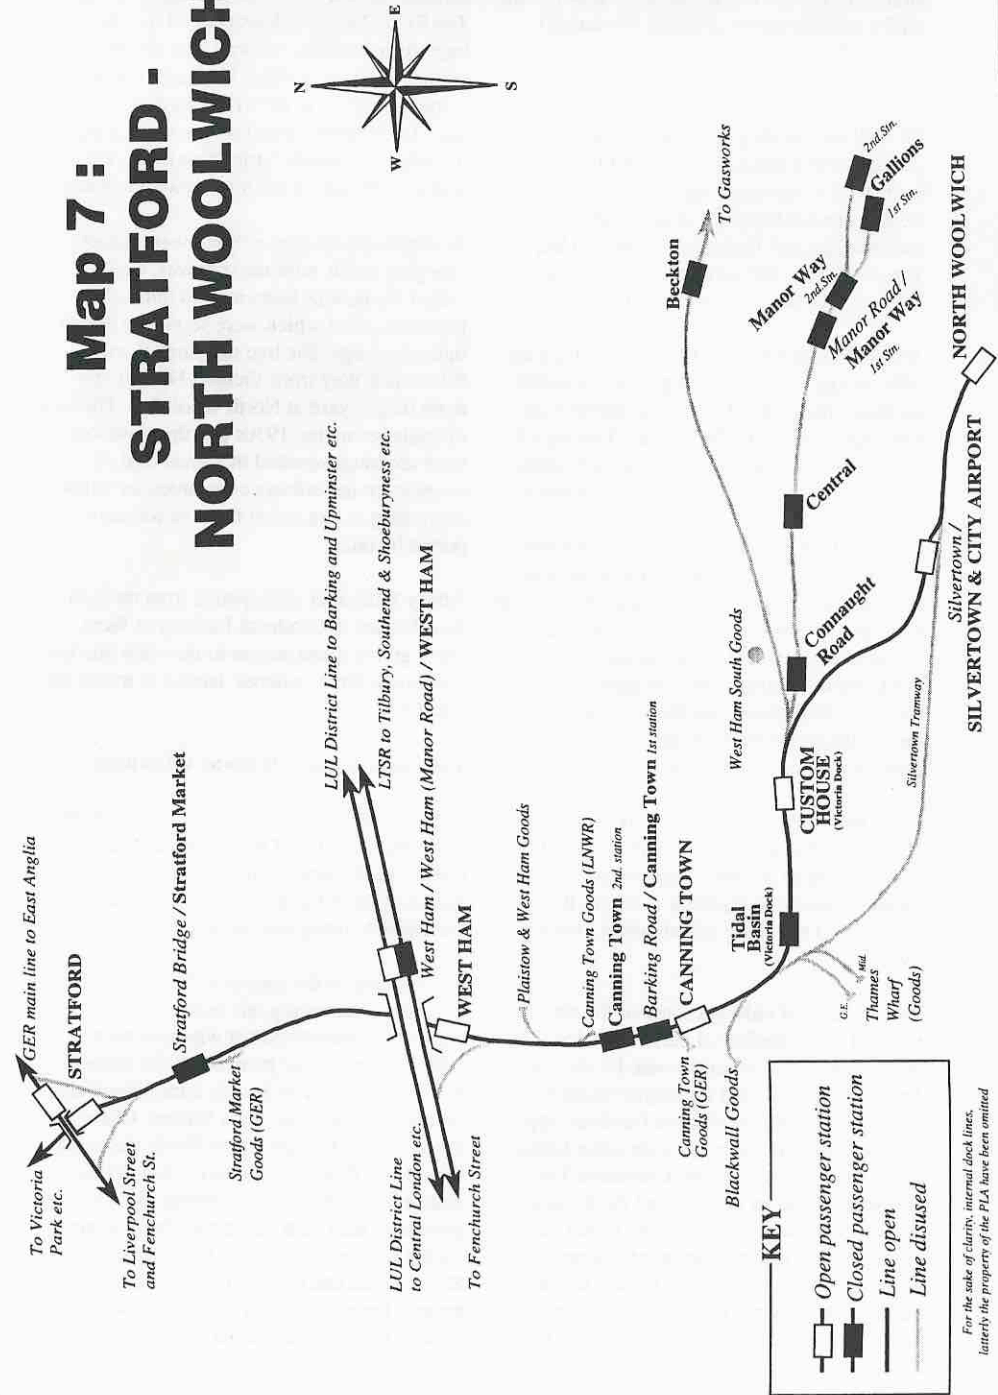 Map 7 :
STRATFORD -
NORTH WOOLWICH
N
E
S
W
To Victoria
Park etc.
GER main line to East Anglia
STRATFORD
To Liverpool Street
and Fenchurch St.
Stratford Bridge / Stratford Market
Stratford Market
Goods (GER)
LUL District Line to Barking and Upminster etc.
LTSR to Tilbury, Southend & Shoeburyness etc.
West Ham / West Ham (Manor Road) / WEST HAM
WEST HAM
LUL District Line
to Central London etc.
To Fenchurch Street
Plaistow & West Ham Goods
Canning Town Goods (LNWR)
Canning Town 2nd. station
Barking Road / Canning Town 1st station
CANNING TOWN
Canning Town
Goods (GER)
Blackwall Goods
Tidal
Basin
(Victoria Dock)
G.E.
Mid.
Thames
Wharf
(Goods)
West Ham South Goods
CUSTOM
HOUSE
(Victoria Dock)
Connaught
Road
Central
Beckton
To Gasworks
Manor Way
2nd.Stn.
Manor Road /
Manor Way
1st Stn.
2nd.Stn.
Gallions
1st Stn.
Silvertown Tramway
Silvertown /
SILVERTOWN & CITY AIRPORT
NORTH WOOLWICH
KEY
Open passenger station
Closed passenger station
Line open
Line disused
For the sake of clarity, internal dock lines,
latterly the property of the PLA have been omitted